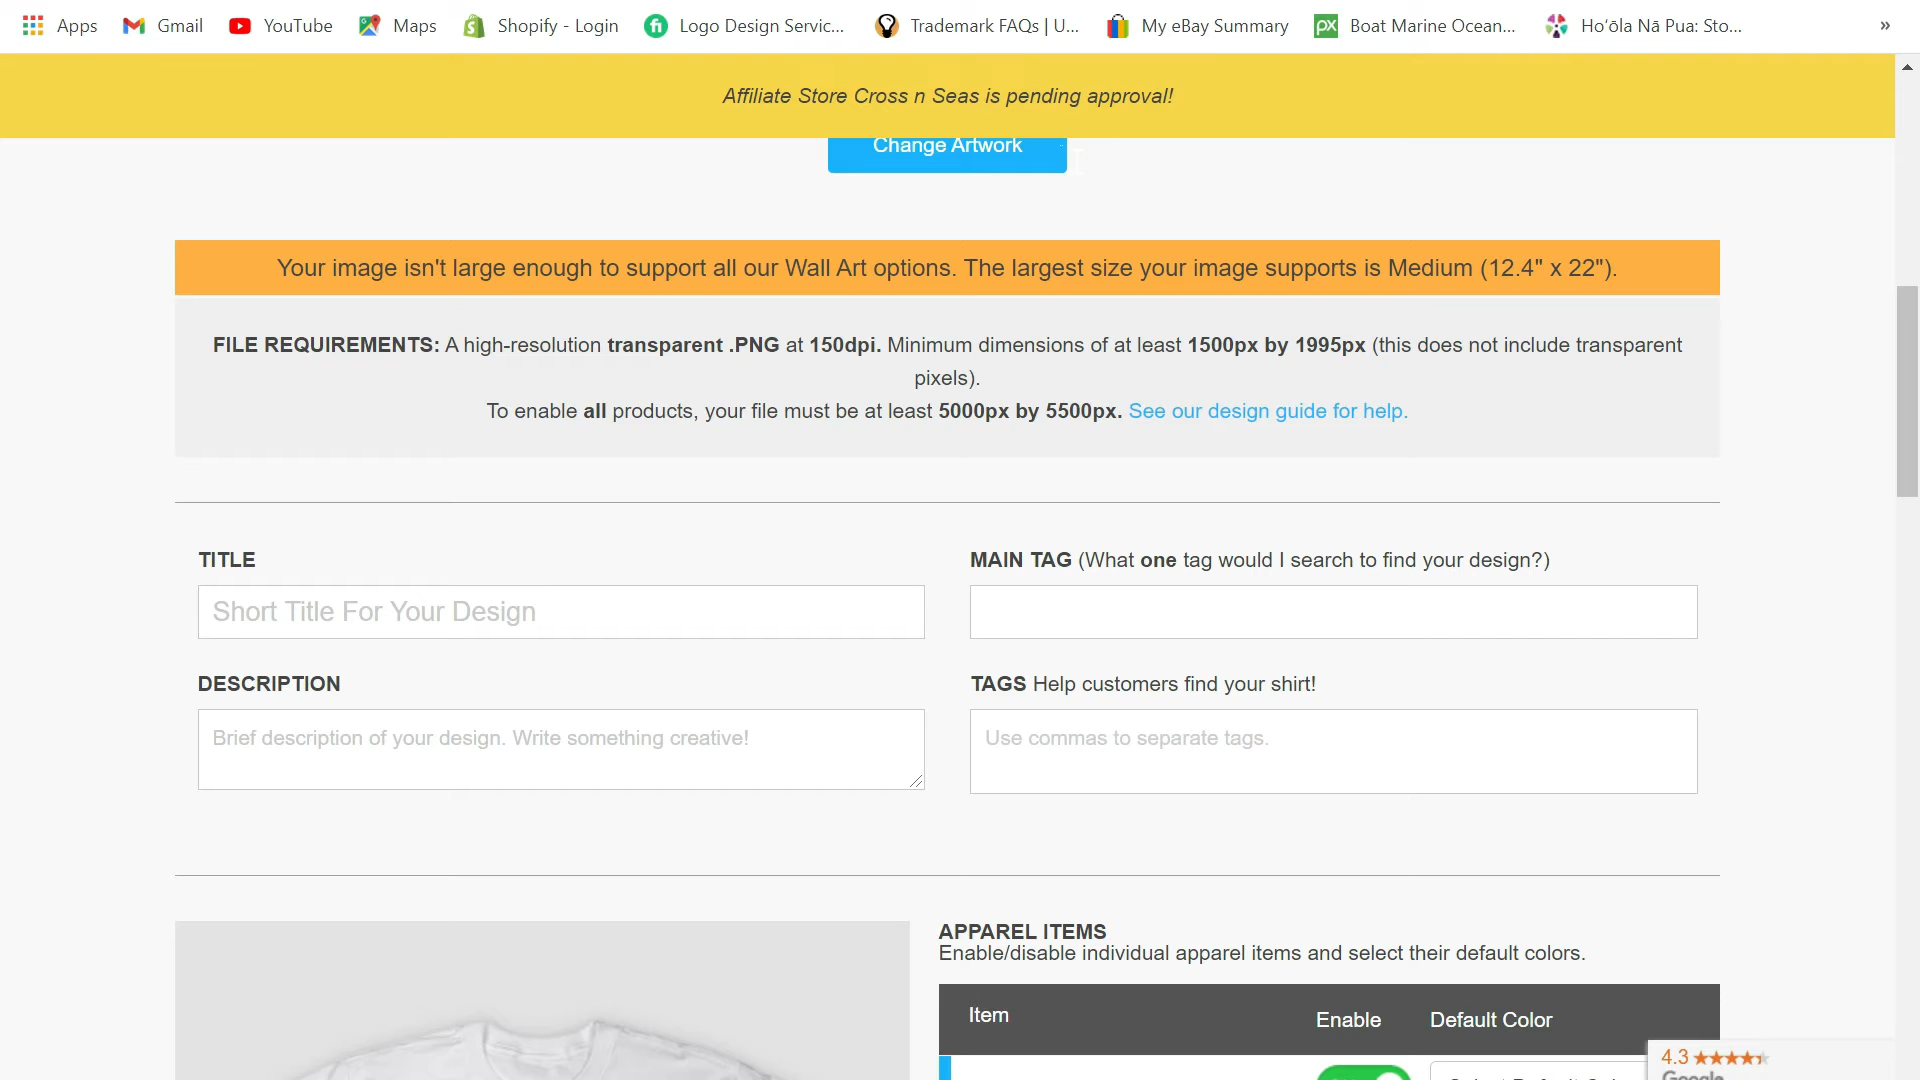 Apps Gmail YouTube Maps Shopify - Login Logo Design Servic... Trademark FAQs | U... My eBay Summary Boat Marine Ocean... Hoʻōla Nā Pua: Sto... »
Affiliate Store Cross n Seas is pending approval!
Change Artwork
Your image isn't large enough to support all our Wall Art options. The largest size your image supports is Medium (12.4" x 22").
FILE REQUIREMENTS: A high-resolution transparent .PNG at 150dpi. Minimum dimensions of at least 1500px by 1995px (this does not include transparent
pixels).
To enable all products, your file must be at least 5000px by 5500px. See our design guide for help.
TITLE
MAIN TAG (What one tag would I search to find your design?)
Short Title For Your Design
DESCRIPTION
TAGS Help customers find your shirt!
Brief description of your design. Write something creative!
Use commas to separate tags.
APPAREL ITEMS
Enable/disable individual apparel items and select their default colors.
Item Enable Default Color
4.3
Google